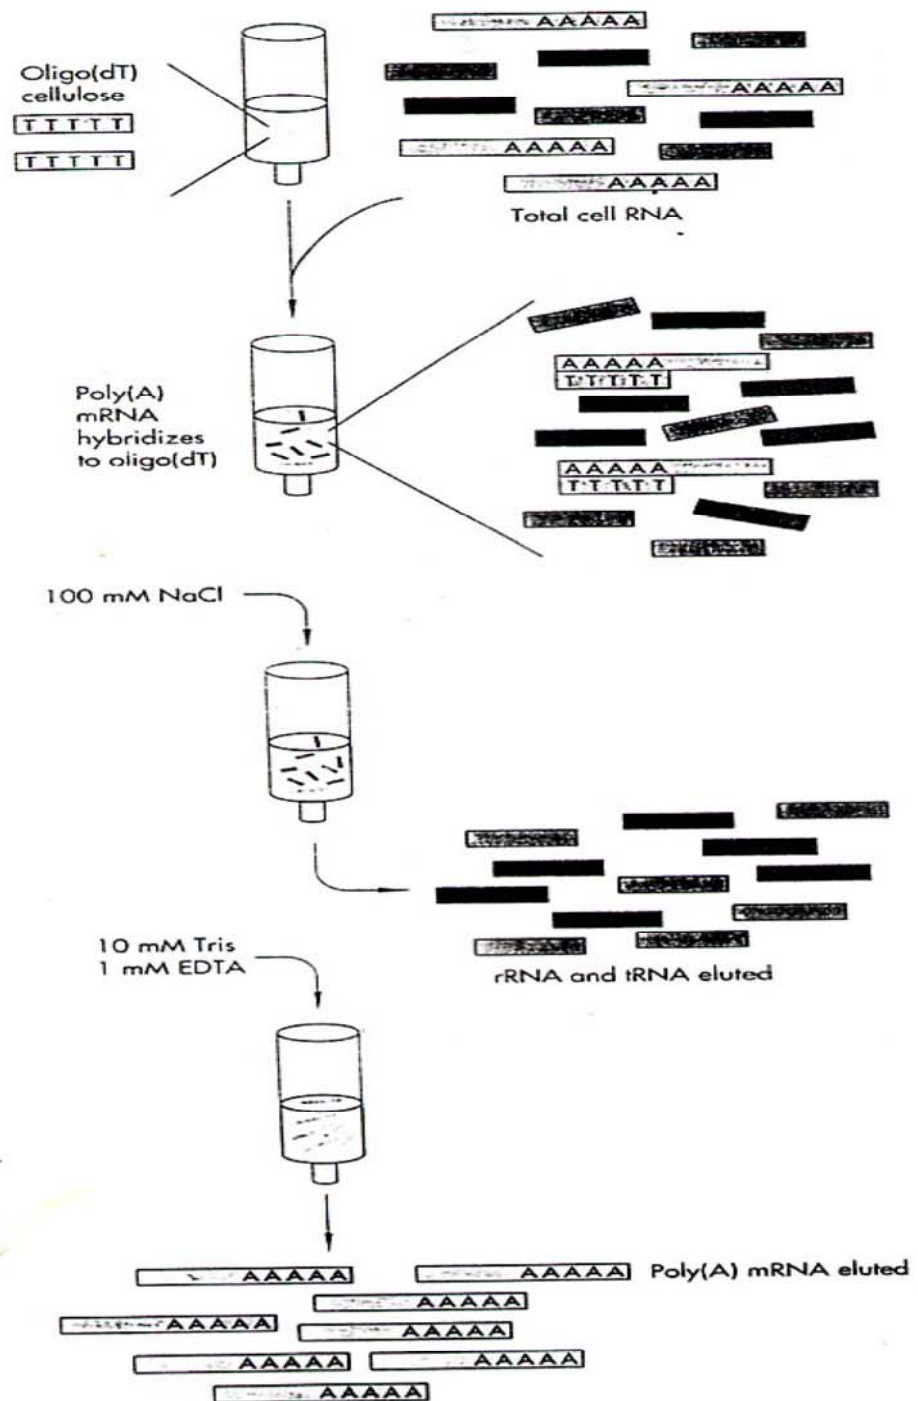 AAAAA
Oligo(dT)
cellulose
TTTTT
TTTTT
AAAAA
AAAAA
AAAAA
Total cell RNA
Poly(A)
mRNA
hybridizes
to oligo(dT)
AAAAA
TTTTT
AAAAA
TTTTT
100 mM NaCl
rRNA and tRNA eluted
10 mM Tris
1 mM EDTA
AAAAA
AAAAA
Poly(A) mRNA eluted
AAAAA
AAAAA
AAAAA
AAAAA
AAAAA
AAAAA